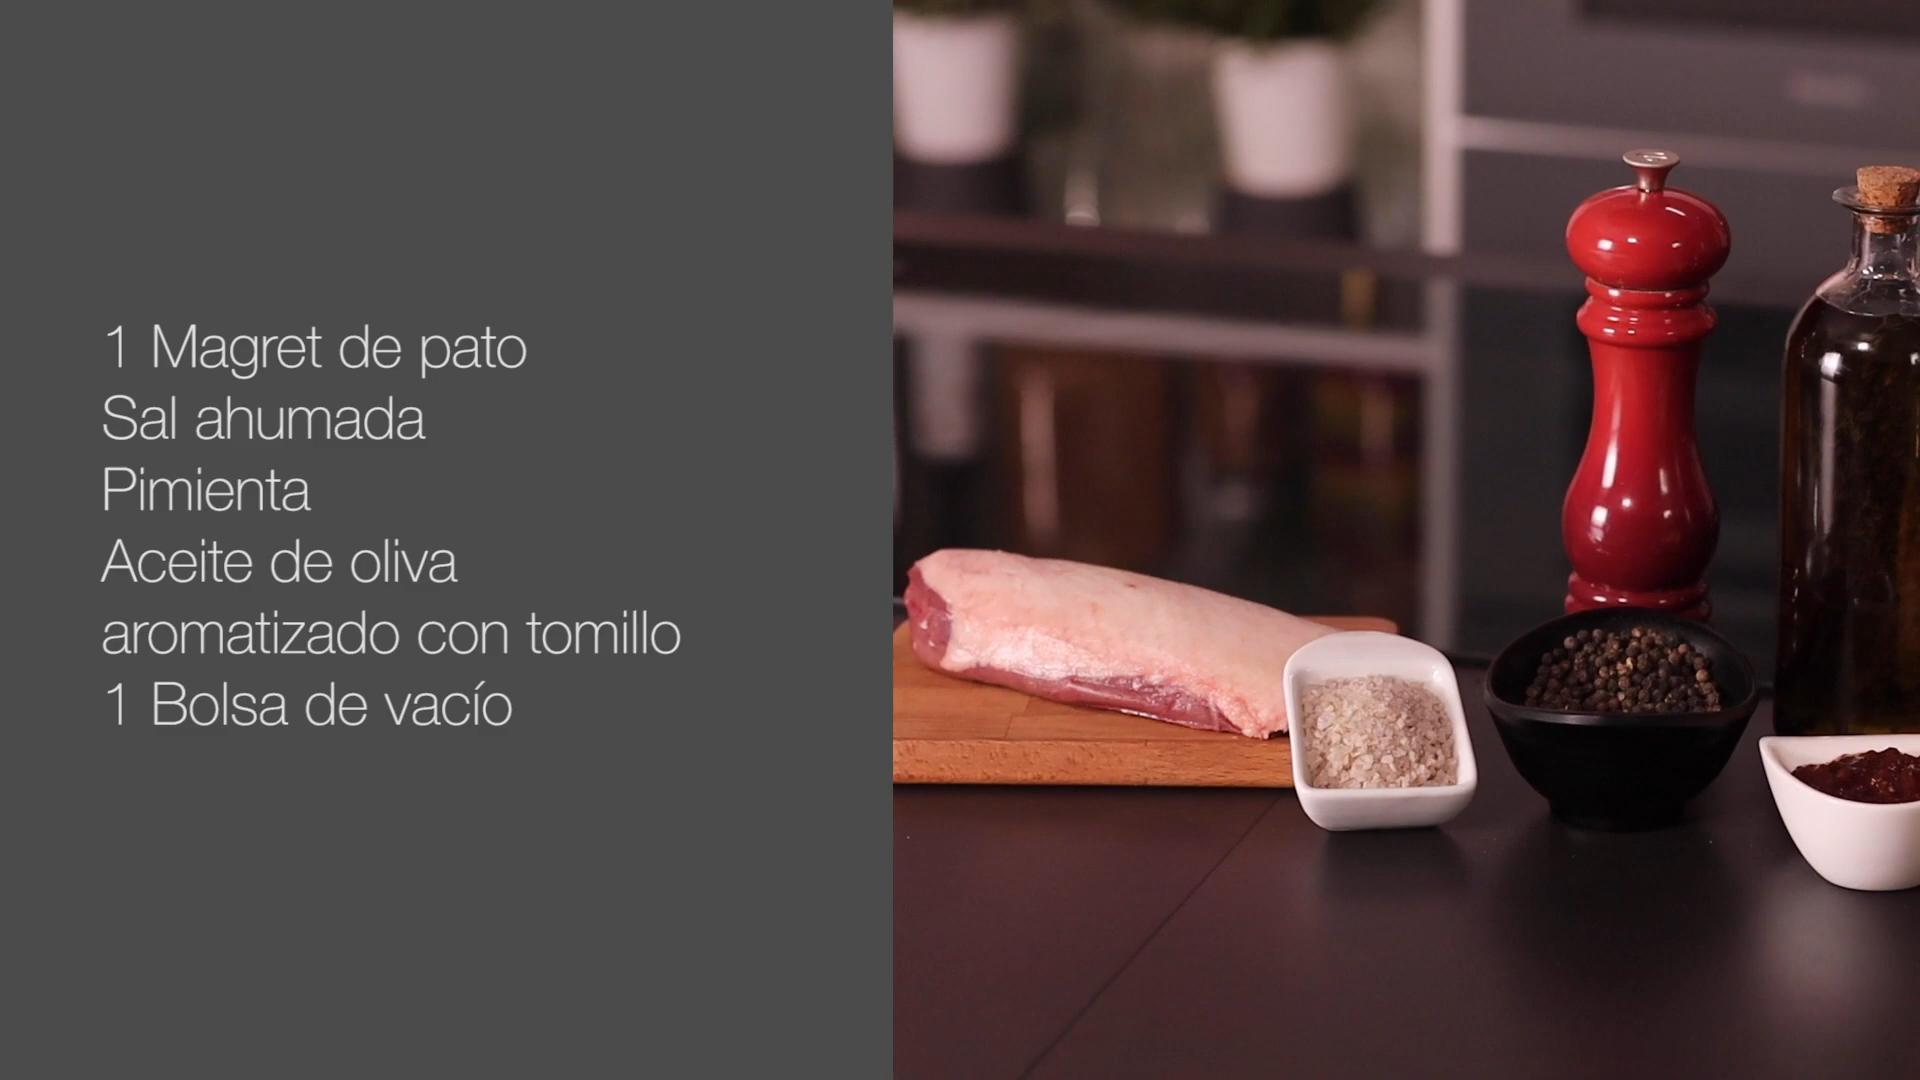 1 Magret de pato
Sal ahumada
Pimienta
Aceite de oliva
aromatizado con tomillo
1 Bolsa de vacío